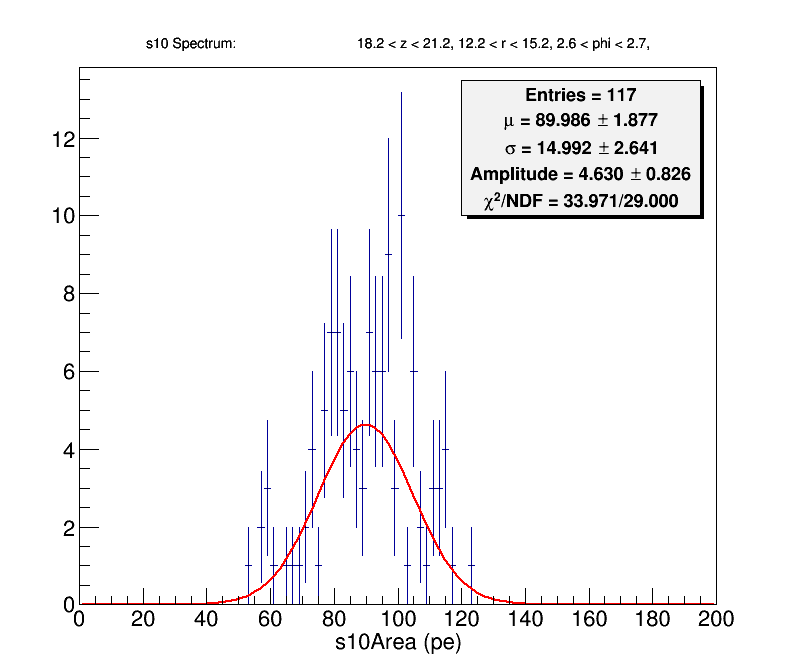 s10 Spectrum: 18.2 < z < 21.2, 12.2 < r < 15.2, 2.6 < phi < 2.7,
Entries = 117
μ = 89.986 ± 1.877
σ = 14.992 ± 2.641
Amplitude = 4.630 ± 0.826
χ²/NDF = 33.971/29.000
12
10
8
6
4
2
0
0 20 40 60 80 100 120 140 160 180 200
s10Area (pe)